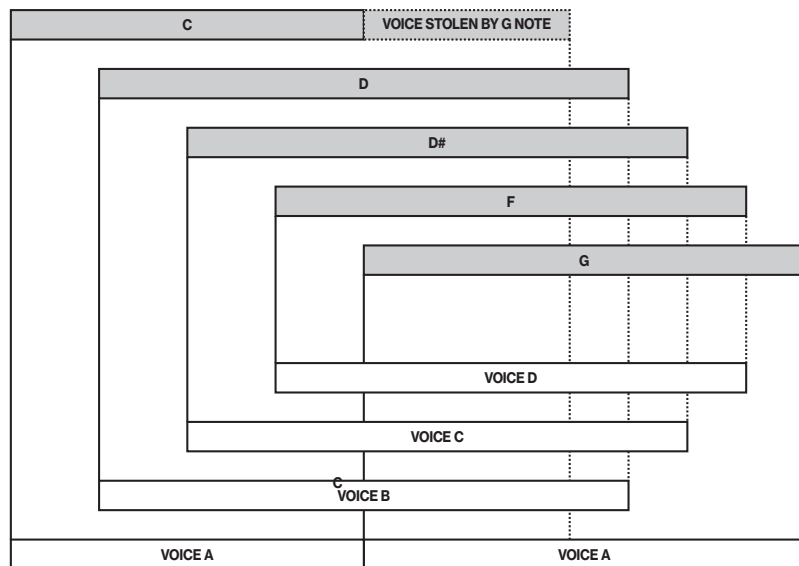 C VOICE STOLEN BY G NOTE
D
D#
F
G
VOICE D
VOICE C
C
VOICE B
VOICE A VOICE A